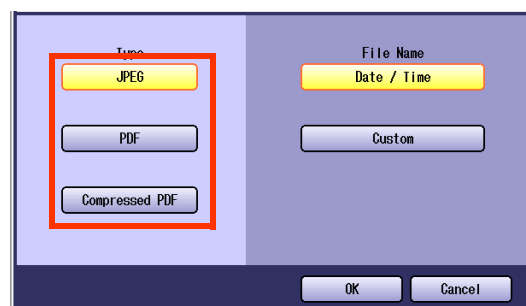 Type
JPEG
PDF
Compressed PDF
File Name
Date / Time
Custom
OK
Cancel